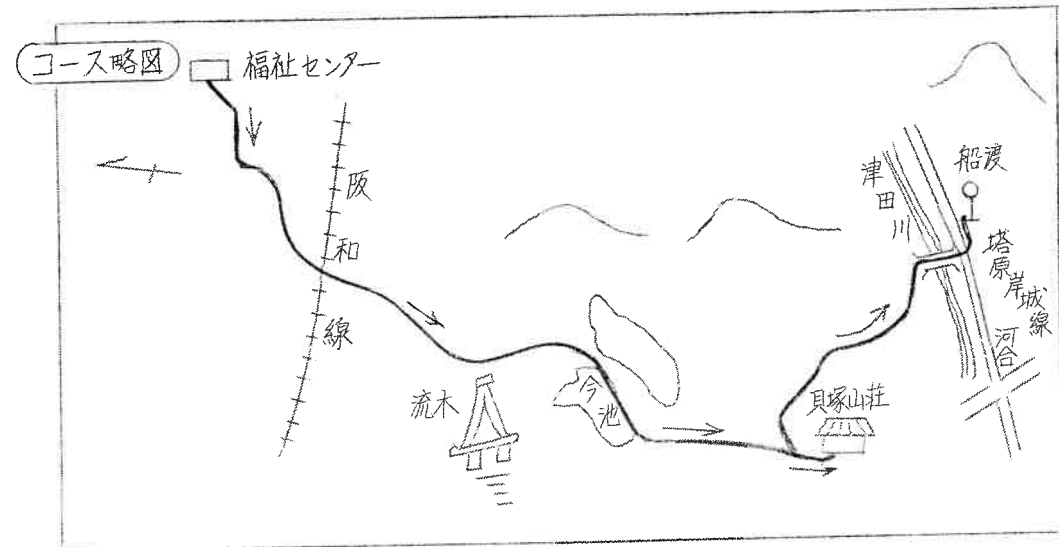 コース略図
福祉センター
阪和線
流木
今池
貝塚山荘
津田川
船渡
塔原岸城線
河合